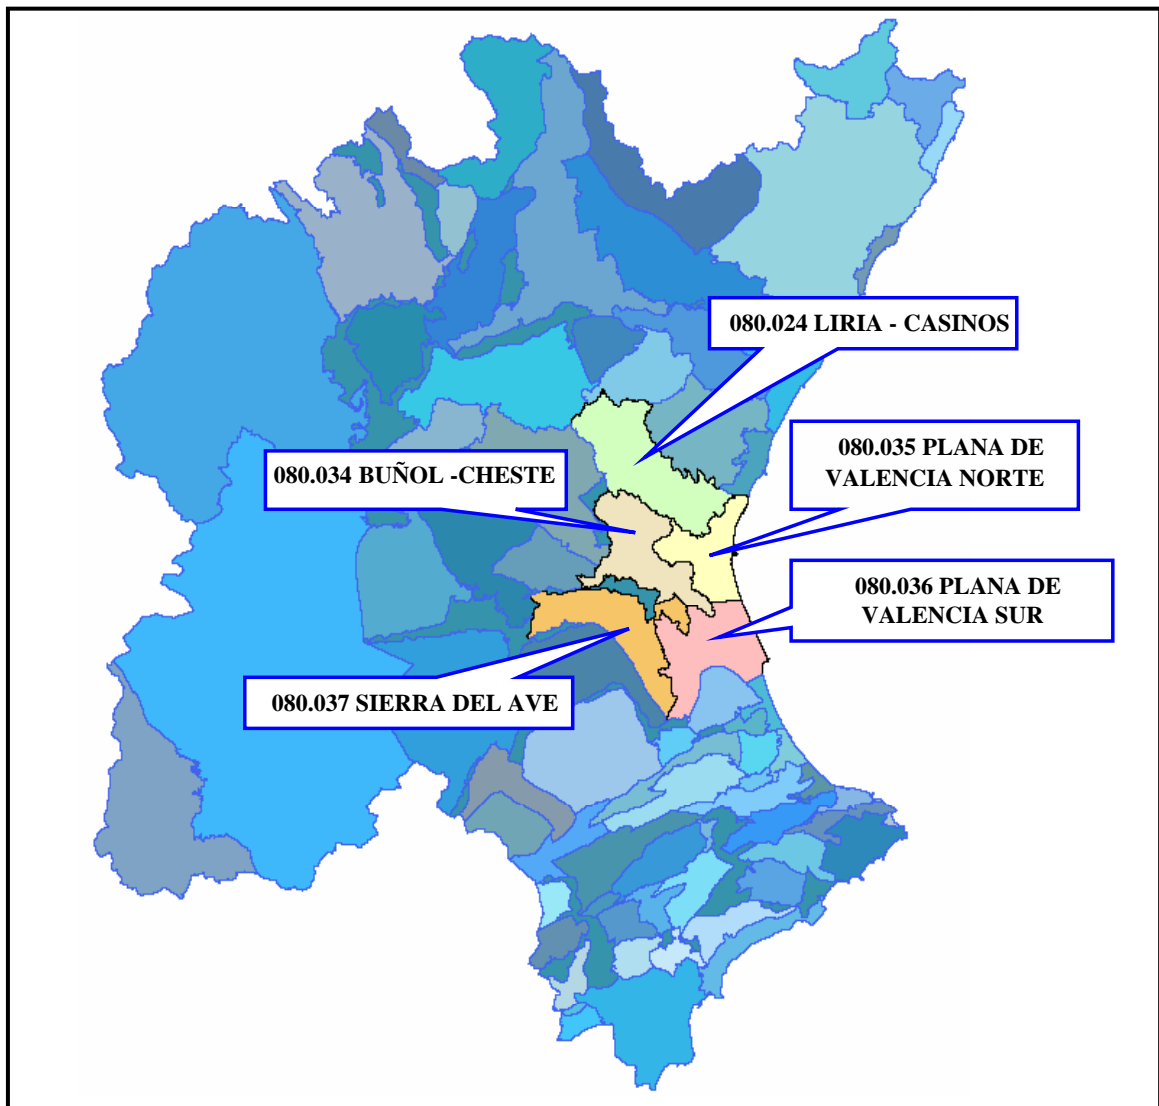 080.024 LIRIA - CASINOS
080.035 PLANA DE
VALENCIA NORTE
080.034 BUÑOL -CHESTE
080.036 PLANA DE
VALENCIA SUR
080.037 SIERRA DEL AVE